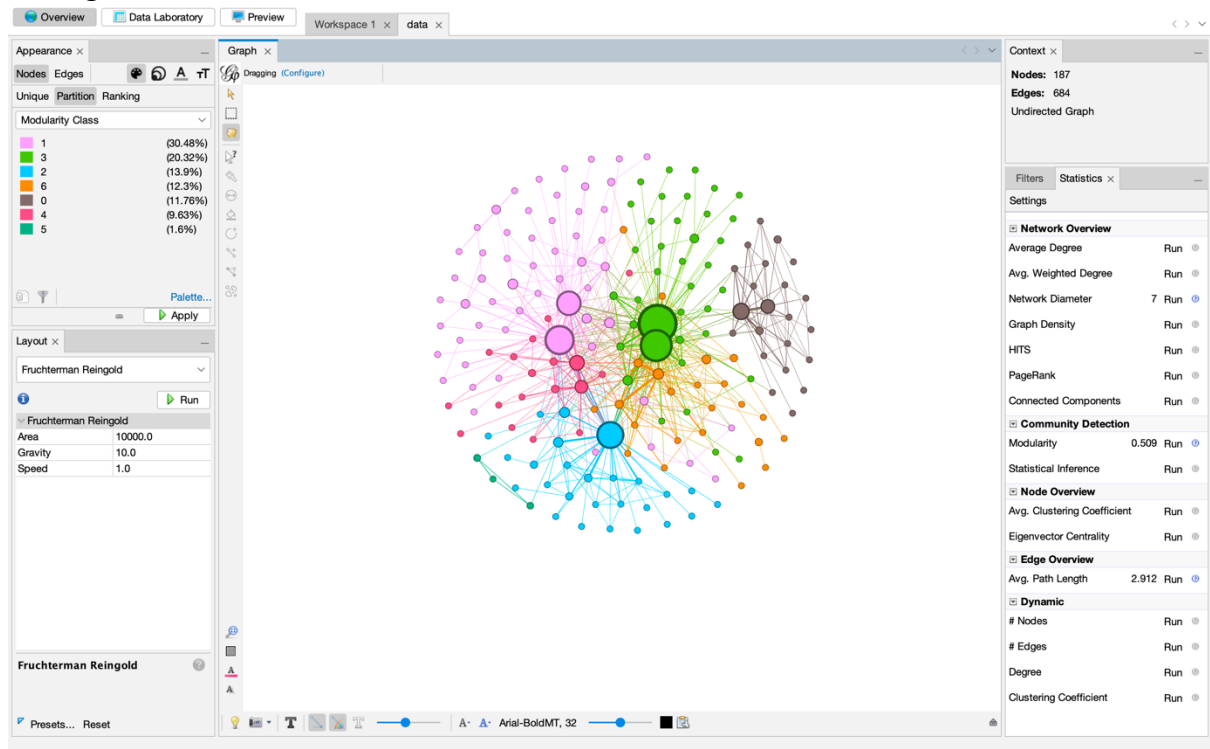 Overview Data Laboratory Preview Workspace 1 × data ×
Appearance ×
Nodes Edges A тT
Unique Partition Ranking
Modularity Class
1 (30.48%)
3 (20.32%)
2 (13.9%)
6 (12.3%)
0 (11.76%)
4 (9.63%)
5 (1.6%)
Palette...
Apply
Layout ×
Fruchterman Reingold
Run
Fruchterman Reingold
Area 10000.0
Gravity 10.0
Speed 1.0
Fruchterman Reingold
Presets... Reset
Graph ×
Dragging (Configure)
T T A- A- Arial-BoldMT, 32
Context ×
Nodes: 187
Edges: 684
Undirected Graph
Filters Statistics ×
Settings
Network Overview
Average Degree Run
Avg. Weighted Degree Run
Network Diameter 7 Run
Graph Density Run
HITS Run
PageRank Run
Connected Components Run
Community Detection
Modularity 0.509 Run
Statistical Inference Run
Node Overview
Avg. Clustering Coefficient Run
Eigenvector Centrality Run
Edge Overview
Avg. Path Length 2.912 Run
Dynamic
# Nodes Run
# Edges Run
Degree Run
Clustering Coefficient Run